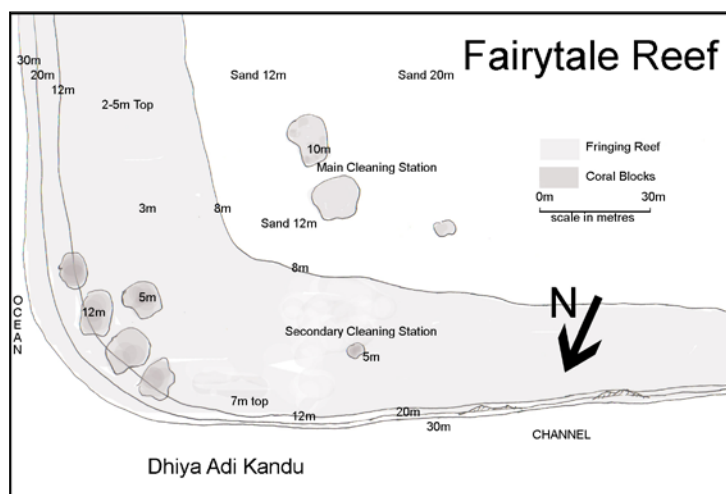 Fairytale Reef
30m
20m
12m
Sand 12m
Sand 20m
2-5m Top
10m
Main Cleaning Station
Fringing Reef
Coral Blocks
0m
30m
scale in metres
3m
8m
Sand 12m
8m
OCEAN
5m
12m
N
Secondary Cleaning Station
5m
7m top
12m
20m
30m
CHANNEL
Dhiya Adi Kandu